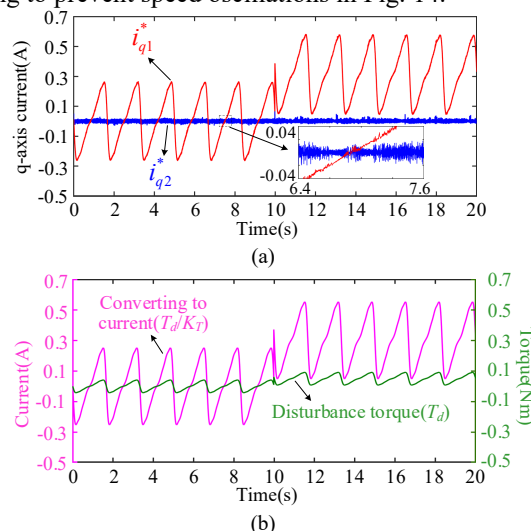 ng to prevent speed oscillations in Fig. 14.
0.7
0.5
0.3
0.1
-0.1
-0.3
-0.5
q-axis current(A)
i*q1
i*q2
0.04
-0.04
6.4 7.6
0 2 4 6 8 10 12 14 16 18 20
Time(s)
(a)
0.7 0.7
0.5 0.5
0.3 0.3
0.1 0.1
-0.1 -0.1
-0.3 -0.3
-0.5 -0.5
Current(A)
Torque(Nm)
Converting to
current(Td/KT)
Disturbance torque(Td)
0 2 4 6 8 10 12 14 16 18 20
Time(s)
(b)